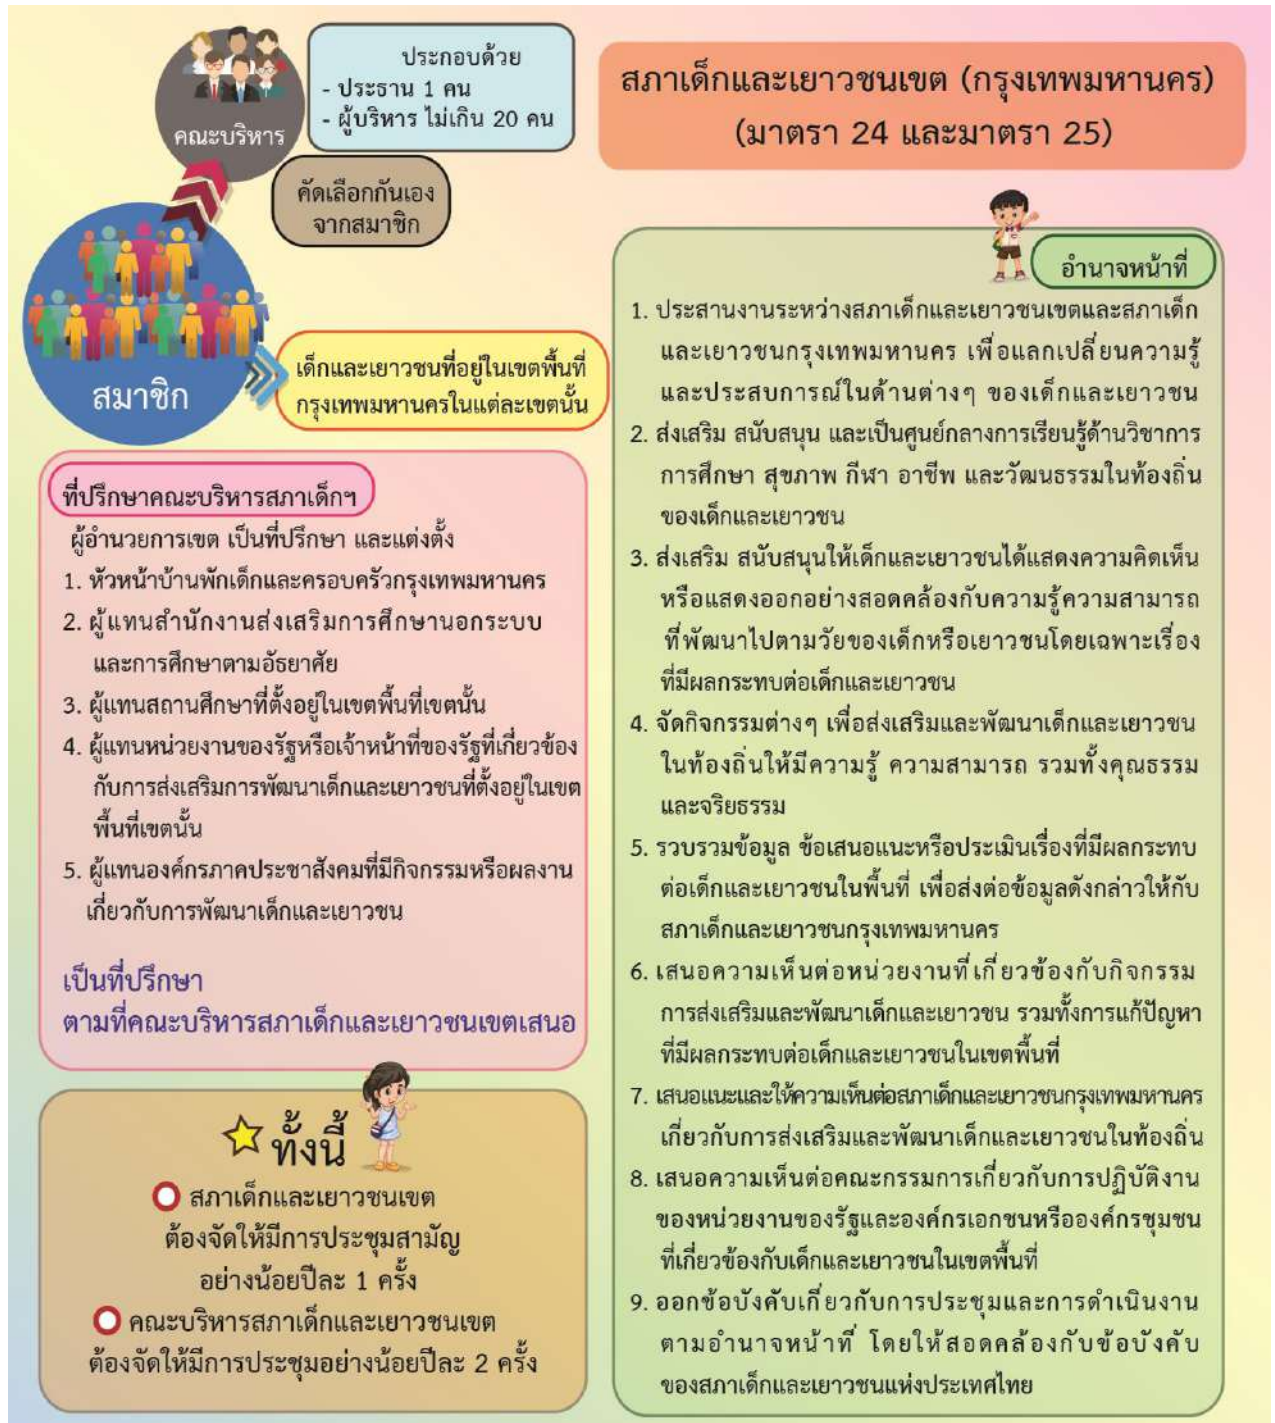 ประกอบด้วย
- ประธาน 1 คน
- ผู้บริหาร ไม่เกิน 20 คน
คณะบริหาร
คัดเลือกกันเอง
จากสมาชิก
สมาชิก
เด็กและเยาวชนที่อยู่ในเขตพื้นที่
กรุงเทพมหานครในแต่ละเขตนั้น
ที่ปรึกษาคณะบริหารสภาเด็กฯ
ผู้อำนวยการเขต เป็นที่ปรึกษา และแต่งตั้ง
1. หัวหน้าบ้านพักเด็กและครอบครัวกรุงเทพมหานคร
2. ผู้แทนสำนักงานส่งเสริมการศึกษานอกระบบ
และการศึกษาตามอัธยาศัย
3. ผู้แทนสถานศึกษาที่ตั้งอยู่ในเขตพื้นที่เขตนั้น
4. ผู้แทนหน่วยงานของรัฐหรือเจ้าหน้าที่ของรัฐที่เกี่ยวข้อง
กับการส่งเสริมการพัฒนาเด็กและเยาวชนที่ตั้งอยู่ในเขต
พื้นที่เขตนั้น
5. ผู้แทนองค์กรภาคประชาสังคมที่มีกิจกรรมหรือผลงาน
เกี่ยวกับการพัฒนาเด็กและเยาวชน
เป็นที่ปรึกษา
ตามที่คณะบริหารสภาเด็กและเยาวชนเขตเสนอ
ทั้งนี้
สภาเด็กและเยาวชนเขต
ต้องจัดให้มีการประชุมสามัญ
อย่างน้อยปีละ 1 ครั้ง
คณะบริหารสภาเด็กและเยาวชนเขต
ต้องจัดให้มีการประชุมอย่างน้อยปีละ 2 ครั้ง
สภาเด็กและเยาวชนเขต (กรุงเทพมหานคร)
(มาตรา 24 และมาตรา 25)
อำนาจหน้าที่
1. ประสานงานระหว่างสภาเด็กและเยาวชนเขตและสภาเด็ก
และเยาวชนกรุงเทพมหานคร เพื่อแลกเปลี่ยนความรู้
และประสบการณ์ในด้านต่างๆ ของเด็กและเยาวชน
2. ส่งเสริม สนับสนุน และเป็นศูนย์กลางการเรียนรู้ด้านวิชาการ
การศึกษา สุขภาพ กีฬา อาชีพ และวัฒนธรรมในท้องถิ่น
ของเด็กและเยาวชน
3. ส่งเสริม สนับสนุนให้เด็กและเยาวชนได้แสดงความคิดเห็น
หรือแสดงออกอย่างสอดคล้องกับความรู้ความสามารถ
ที่พัฒนาไปตามวัยของเด็กหรือเยาวชนโดยเฉพาะเรื่อง
ที่มีผลกระทบต่อเด็กและเยาวชน
4. จัดกิจกรรมต่างๆ เพื่อส่งเสริมและพัฒนาเด็กและเยาวชน
ในท้องถิ่นให้มีความรู้ ความสามารถ รวมทั้งคุณธรรม
และจริยธรรม
5. รวบรวมข้อมูล ข้อเสนอแนะหรือประเมินเรื่องที่มีผลกระทบ
ต่อเด็กและเยาวชนในพื้นที่ เพื่อส่งต่อข้อมูลดังกล่าวให้กับ
สภาเด็กและเยาวชนกรุงเทพมหานคร
6. เสนอความเห็นต่อหน่วยงานที่เกี่ยวข้องกับกิจกรรม
การส่งเสริมและพัฒนาเด็กและเยาวชน รวมทั้งการแก้ปัญหา
ที่มีผลกระทบต่อเด็กและเยาวชนในเขตพื้นที่
7. เสนอแนะและให้ความเห็นต่อสภาเด็กและเยาวชนกรุงเทพมหานคร
เกี่ยวกับการส่งเสริมและพัฒนาเด็กและเยาวชนในท้องถิ่น
8. เสนอความเห็นต่อคณะกรรมการเกี่ยวกับการปฏิบัติงาน
ของหน่วยงานของรัฐและองค์กรเอกชนหรือองค์กรชุมชน
ที่เกี่ยวข้องกับเด็กและเยาวชนในเขตพื้นที่
9. ออกข้อบังคับเกี่ยวกับการประชุมและการดำเนินงาน
ตามอำนาจหน้าที่ โดยให้สอดคล้องกับข้อบังคับ
ของสภาเด็กและเยาวชนแห่งประเทศไทย